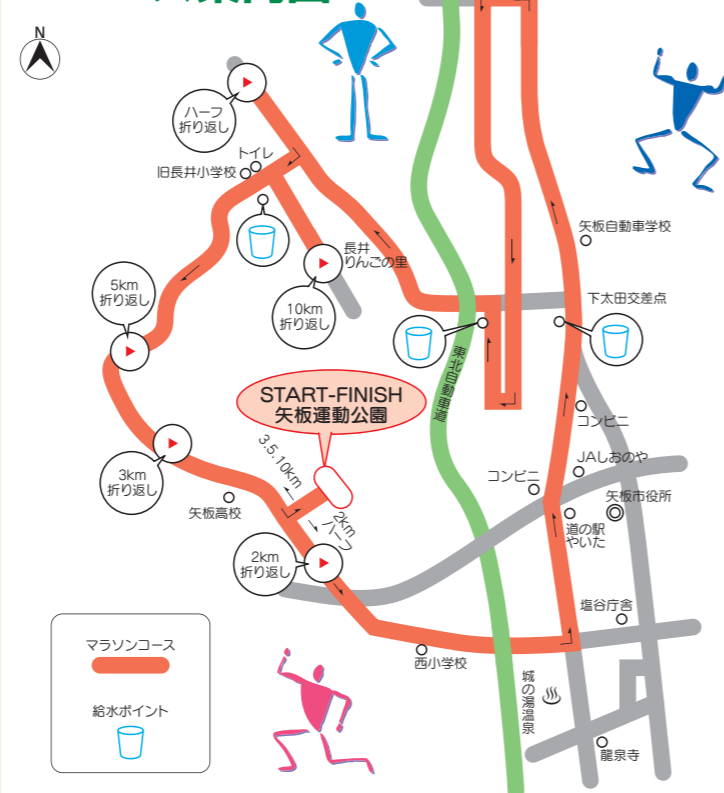 N
ハーフ
折り返し
トイレ
旧長井小学校
長井
りんごの里
矢板自動車学校
5km
折り返し
10km
折り返し
下太田交差点
東北自動車道
START-FINISH
矢板運動公園
コンビニ
3.5.10km
JAしおのや
3km
折り返し
コンビニ
矢板市役所
矢板高校
2km
ハーフ
道の駅
やいた
2km
折り返し
塩谷庁舎
マラソンコース
西小学校
城の湯温泉
給水ポイント
龍泉寺